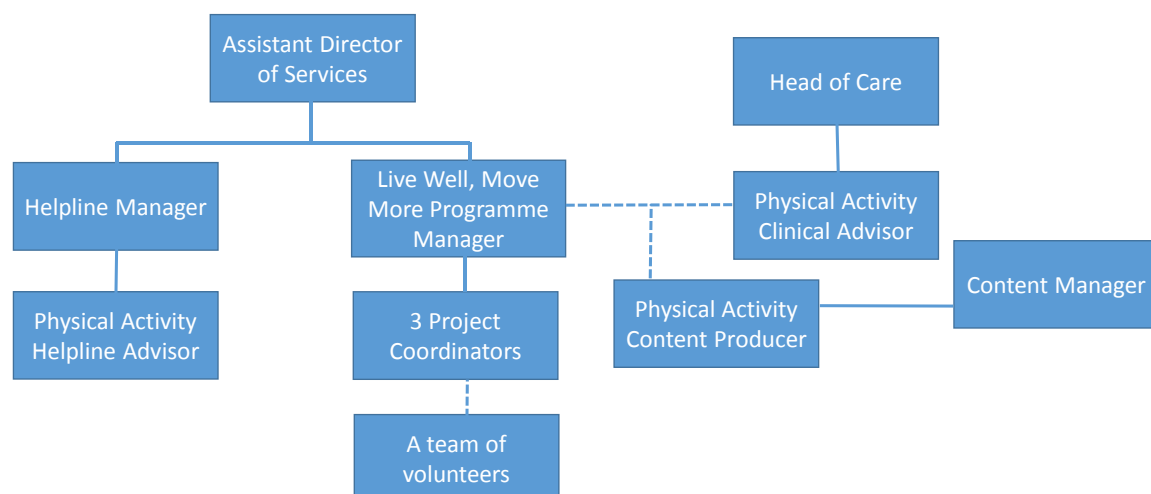 Assistant Director
of Services
Head of Care
Helpline Manager
Live Well, Move
More Programme
Manager
Physical Activity
Clinical Advisor
Physical Activity
Helpline Advisor
3 Project
Coordinators
Physical Activity
Content Producer
Content Manager
A team of
volunteers